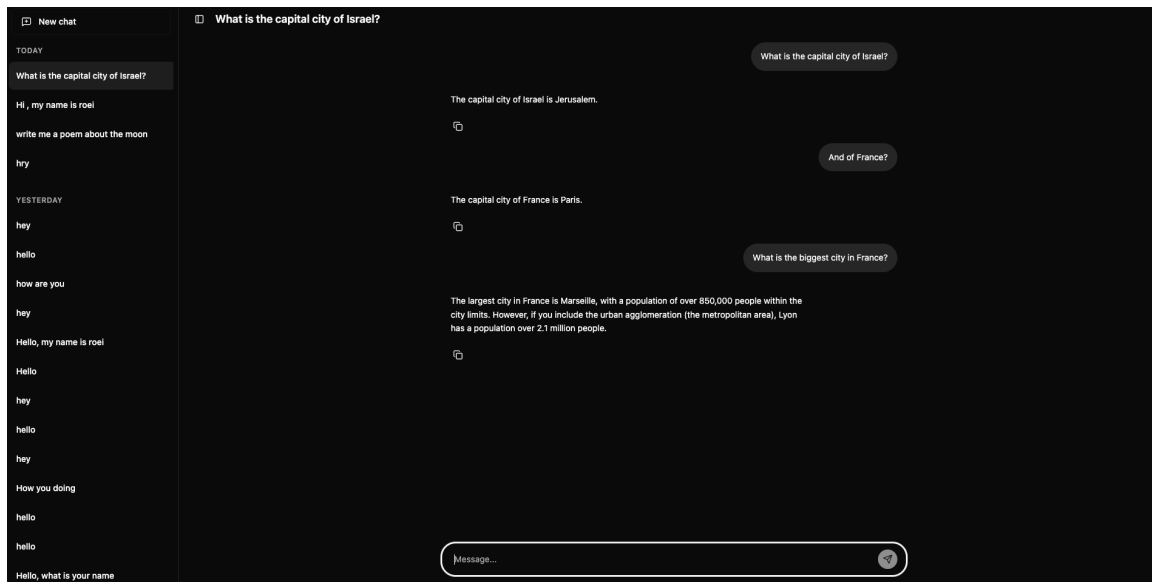 New chat
What is the capital city of Israel?
TODAY
What is the capital city of Israel?
Hi , my name is roei
write me a poem about the moon
hry
YESTERDAY
hey
hello
how are you
hey
Hello, my name is roei
Hello
hey
hello
hey
How you doing
hello
hello
Hello, what is your name
What is the capital city of Israel?
The capital city of Israel is Jerusalem.
And of France?
The capital city of France is Paris.
What is the biggest city in France?
The largest city in France is Marseille, with a population of over 850,000 people within the
city limits. However, if you include the urban agglomeration (the metropolitan area), Lyon
has a population over 2.1 million people.
Message...